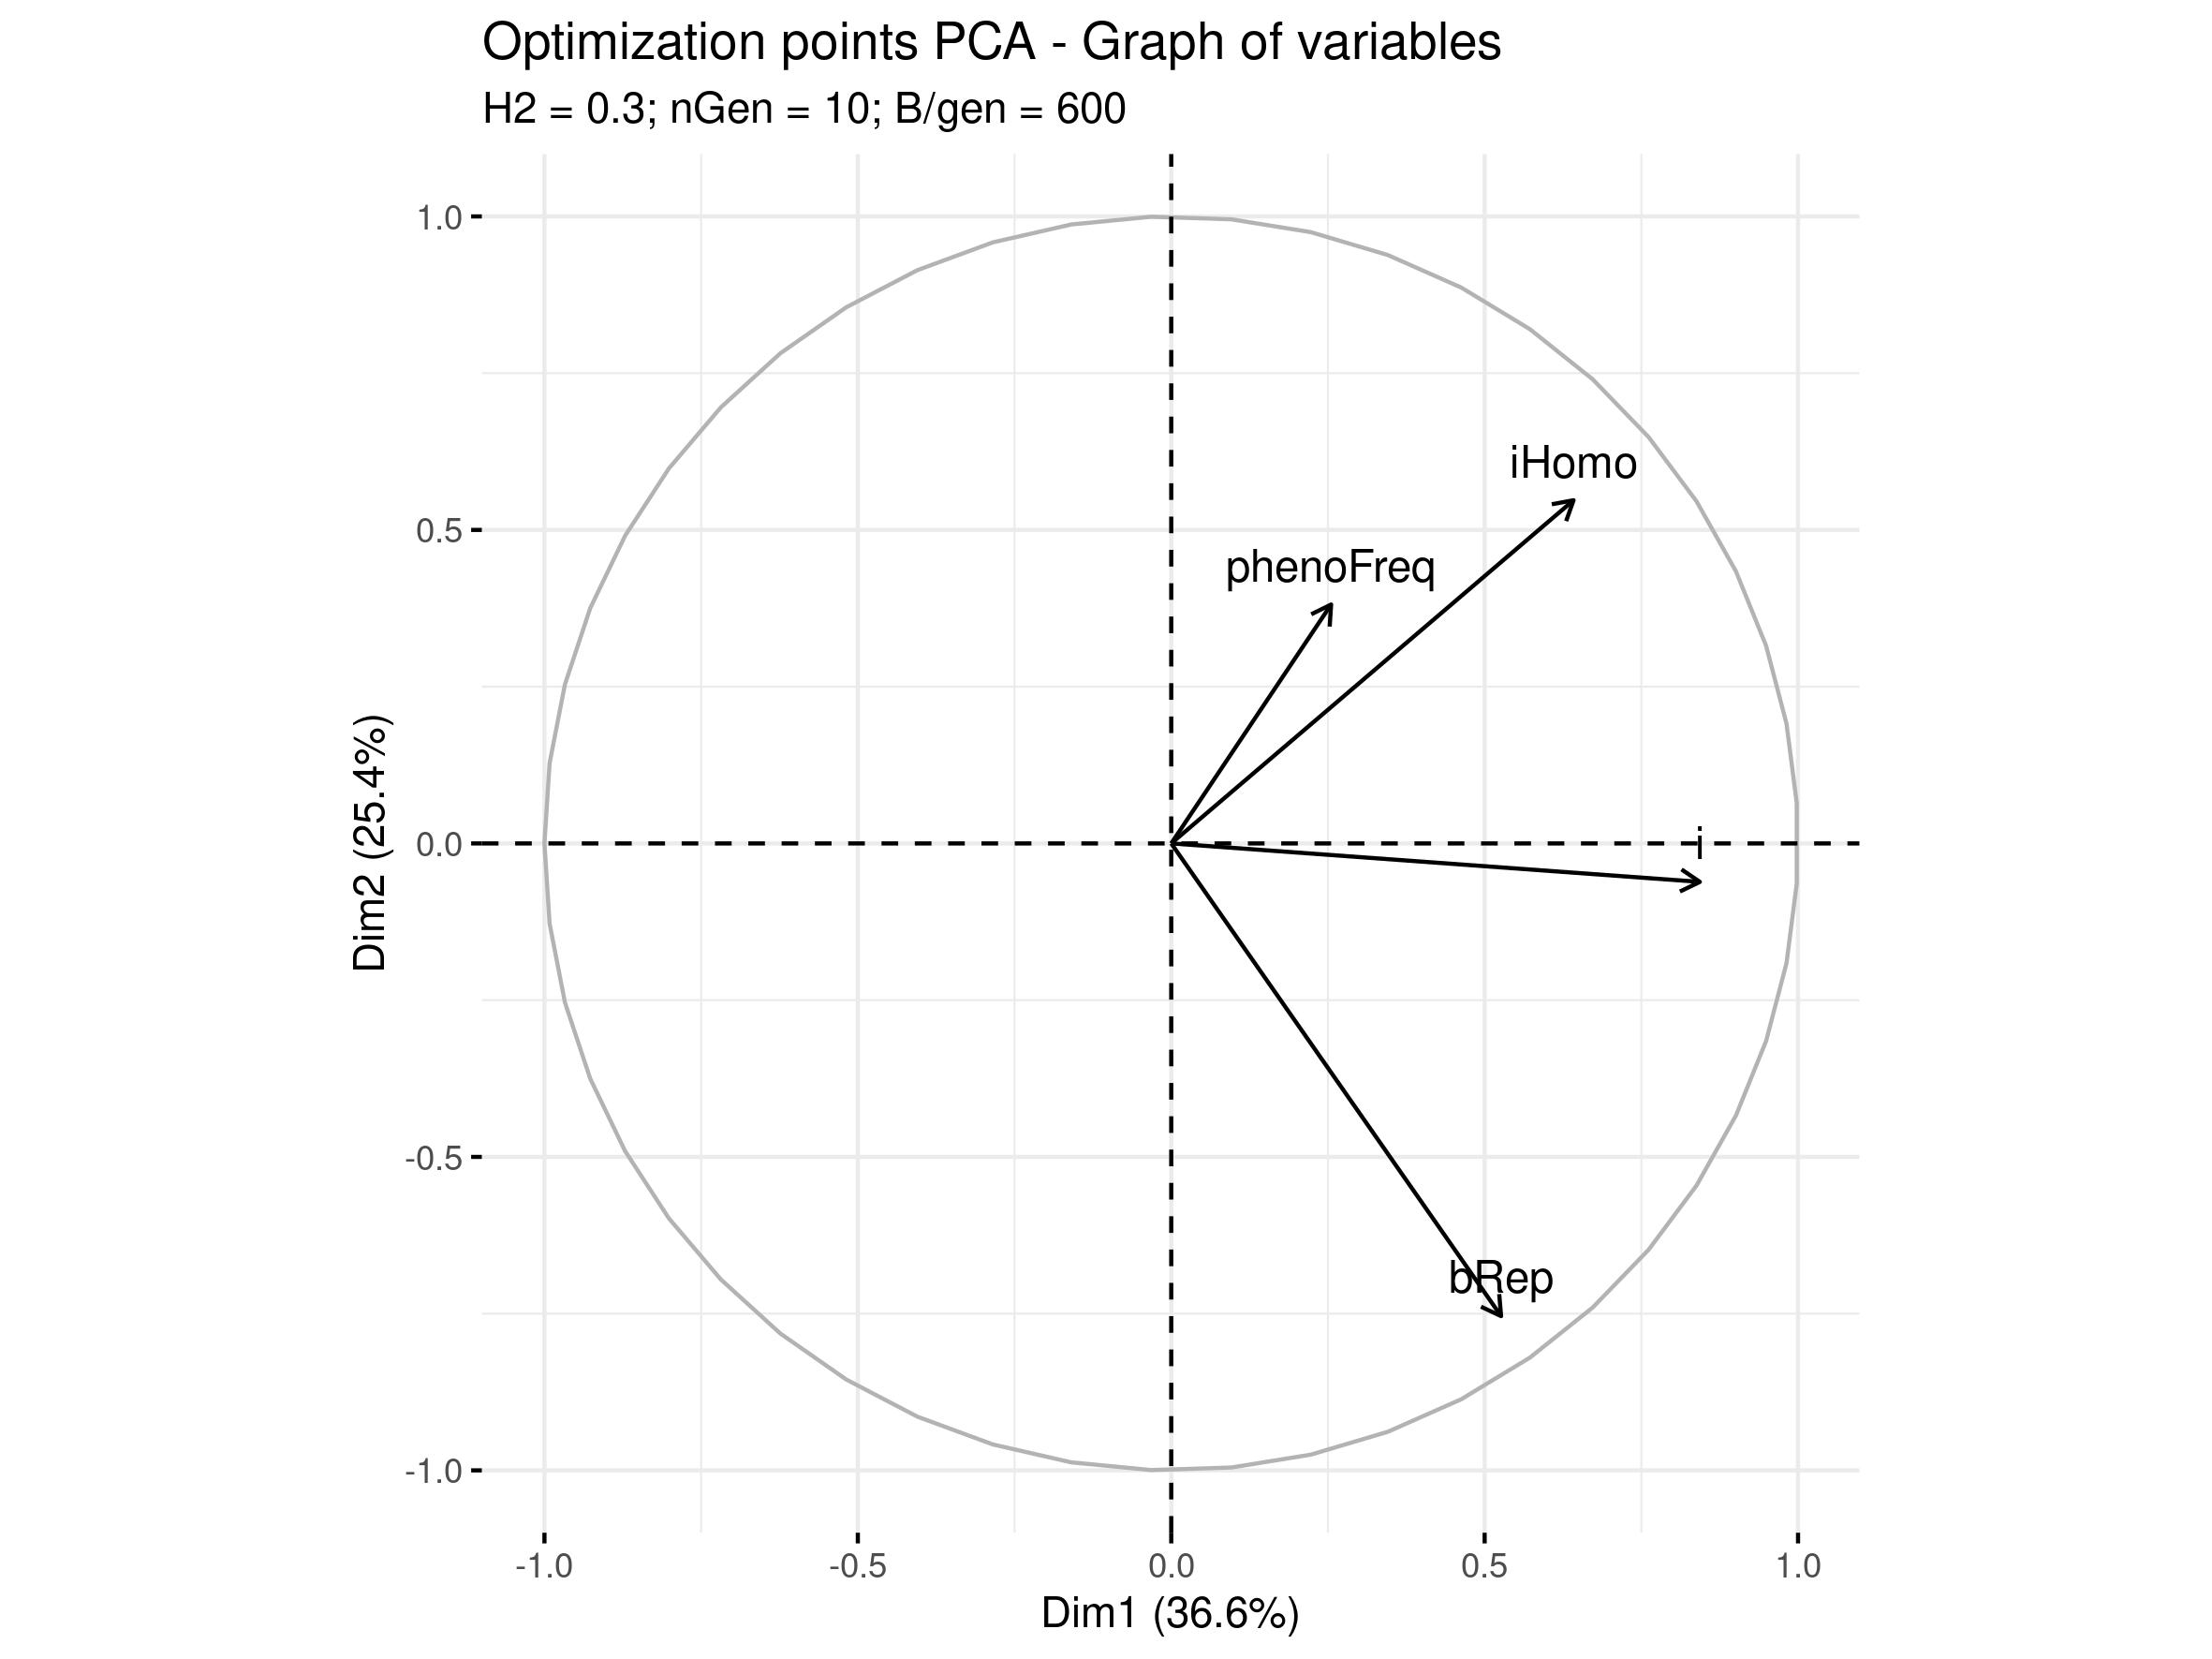 Optimization points PCA - Graph of variables
H2 = 0.3; nGen = 10; B/gen = 600
1.0
iHomo
0.5
phenoFreq
Dim2 (25.4%)
0.0
i
-0.5
bRep
-1.0
-1.0 -0.5 0.0 0.5 1.0
Dim1 (36.6%)